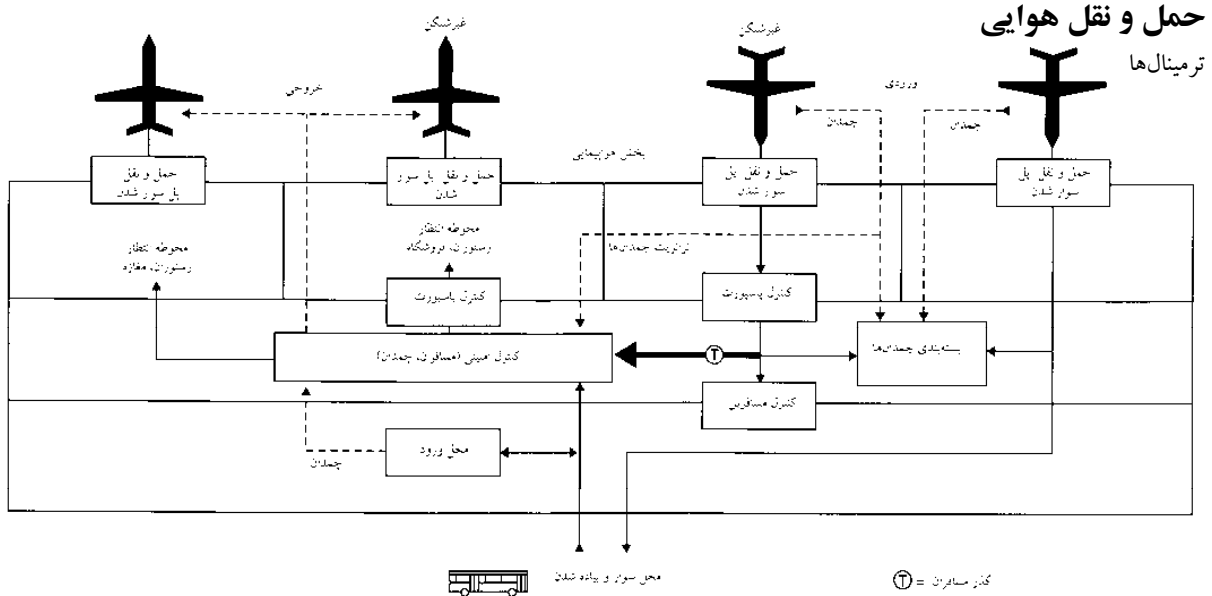 حمل و نقل هوایی
ترمینال‌ها
غیرشنگن
غیرشنگن
خروجی
ورودی
چمدان
چمدان
بخش هواپیمایی
حمل و نقل
پل سوار شدن
حمل و نقل پل سوار
شدن
حمل و نقل پل
سوار شدن
حمل و نقل پل
سوار شدن
محوطه انتظار
رستوران، مغازه
محوطه انتظار
رستوران، فروشگاه
ترانزیت چمدان‌ها
کنترل پاسپورت
کنترل پاسپورت
کنترل امنیتی (مسافرن، چمدان)
T
بسته‌بندی چمدان‌ها
کنترل مسافرین
محل ورود
چمدان
محل سوار و پیاده شدن
T = گذر مسافران